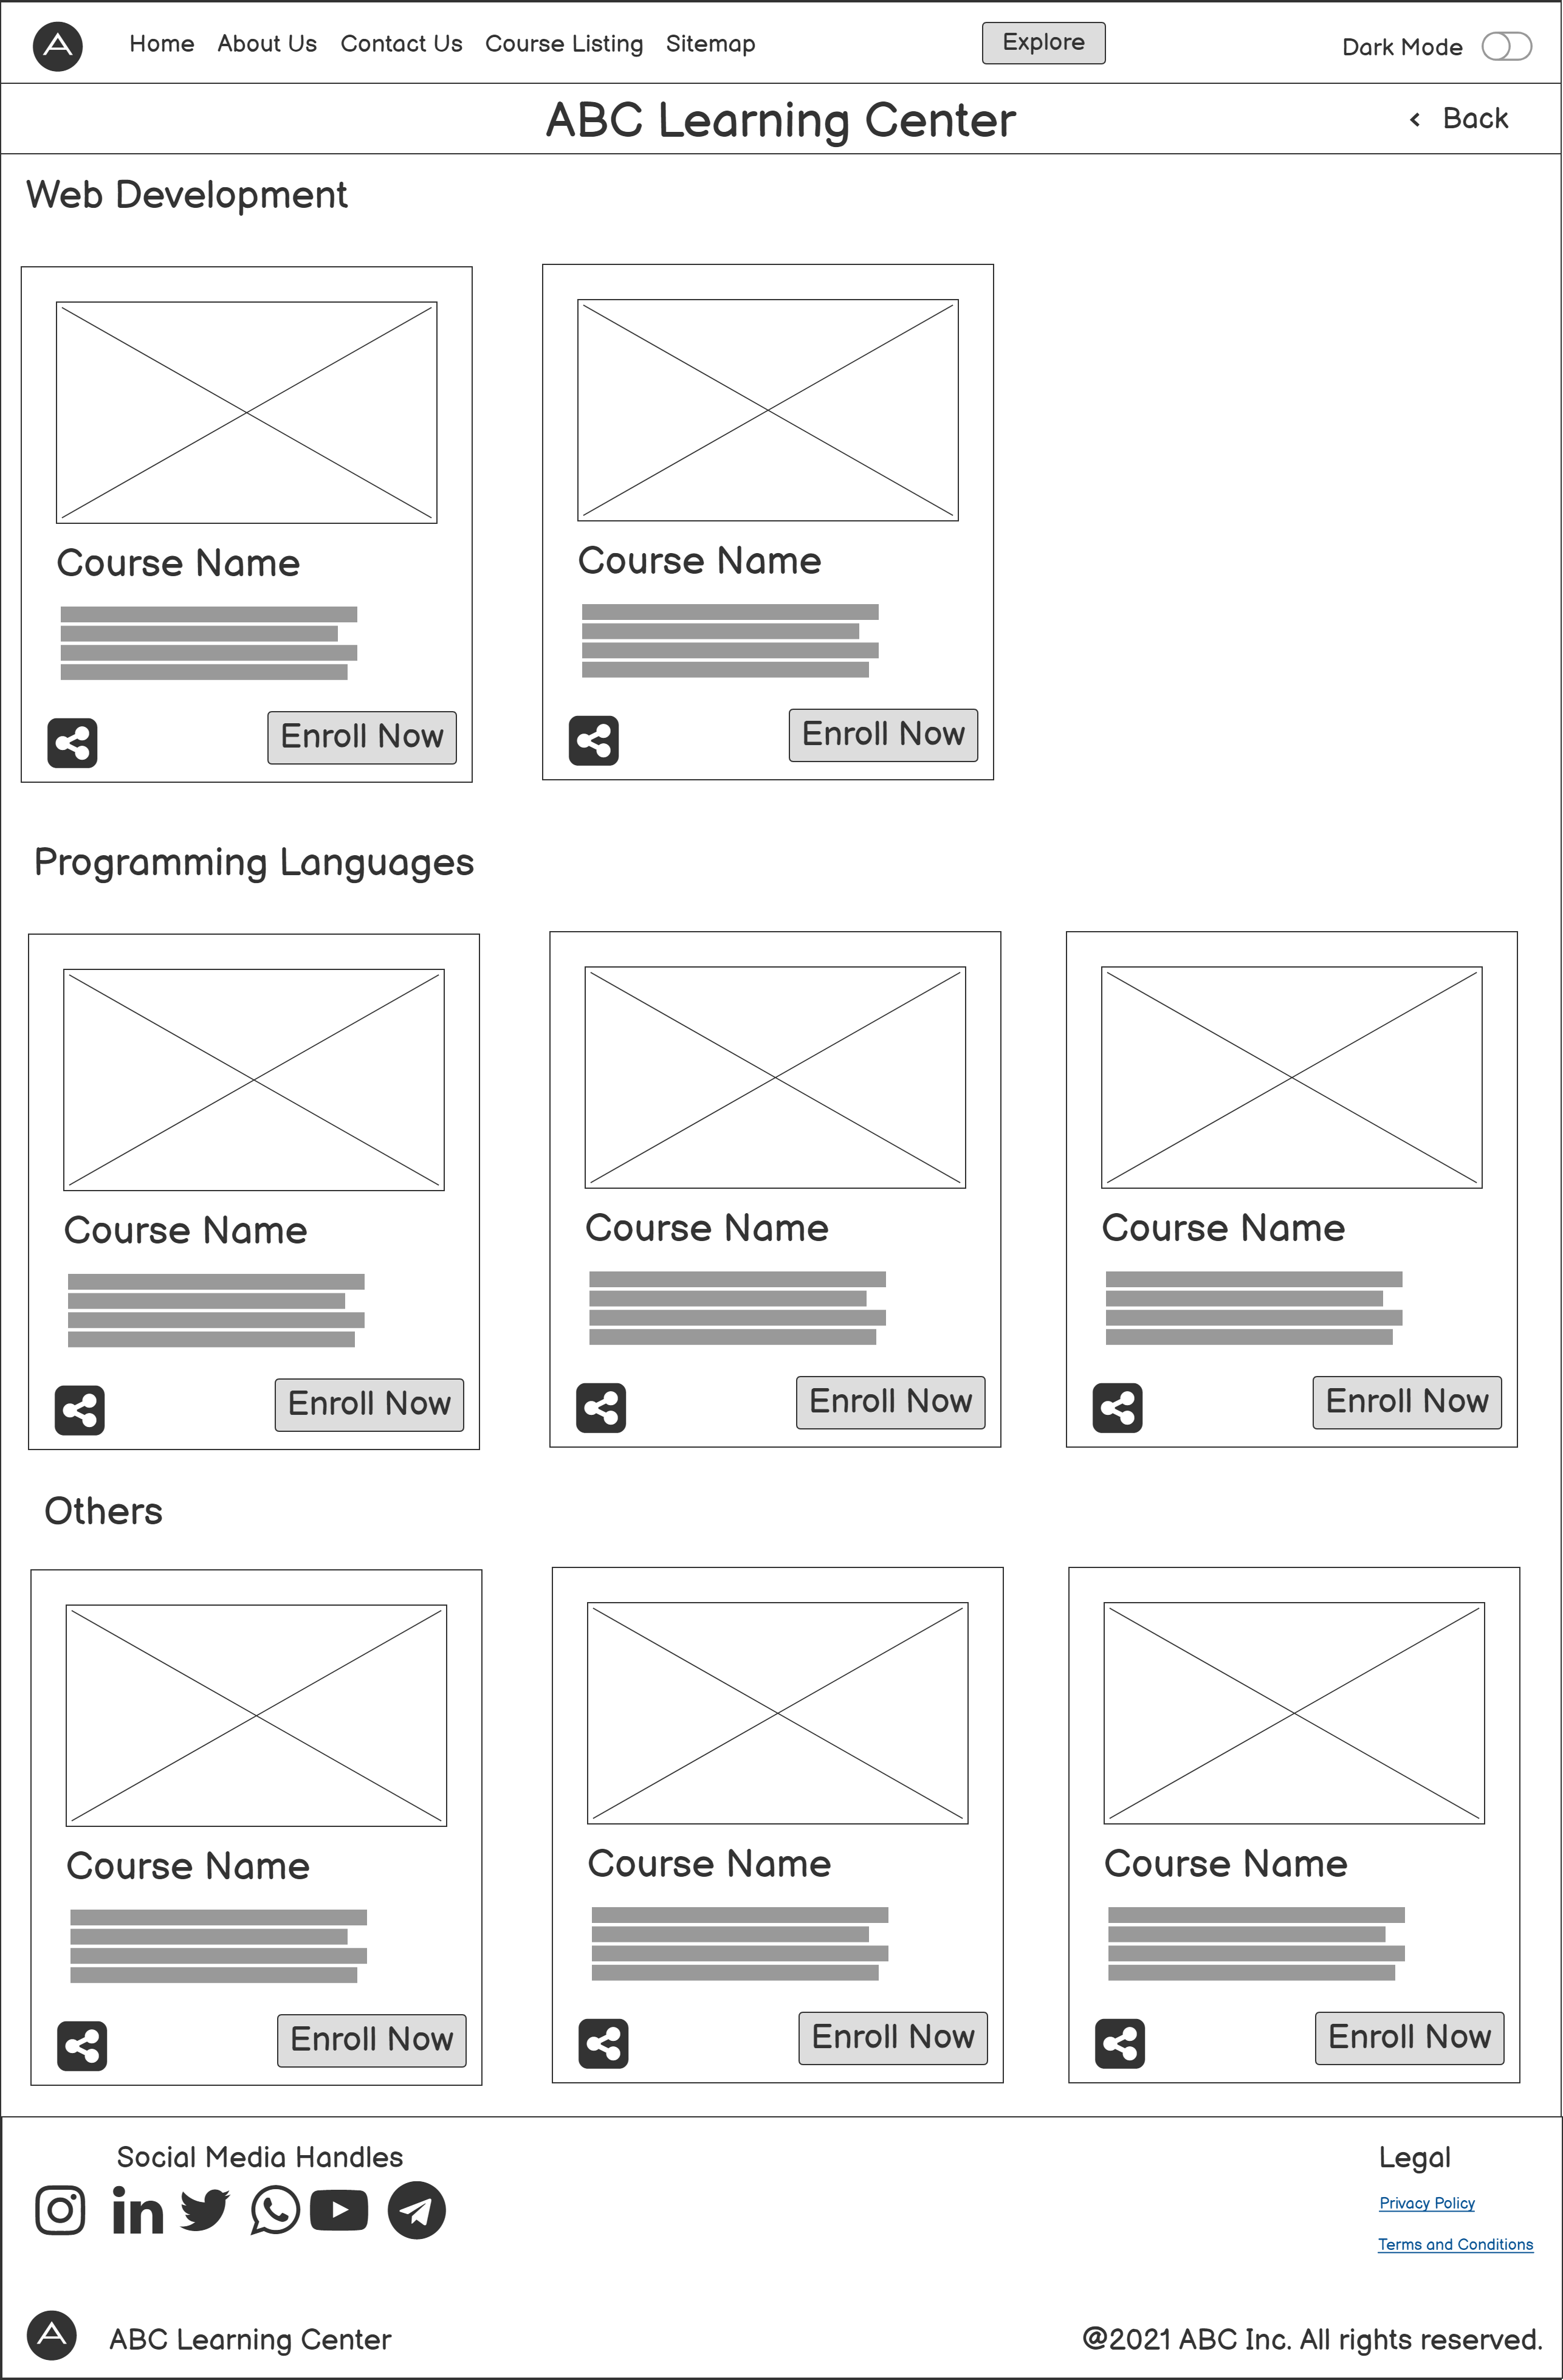 A Home About Us Contact Us Course Listing Sitemap Explore Dark Mode
ABC Learning Center < Back
Web Development
Course Name Course Name
Enroll Now Enroll Now
Programming Languages
Course Name Course Name Course Name
Enroll Now Enroll Now Enroll Now
Others
Course Name Course Name Course Name
Enroll Now Enroll Now Enroll Now
Social Media Handles Legal
in
Privacy Policy
Terms and Conditions
A ABC Learning Center @2021 ABC Inc. All rights reserved.